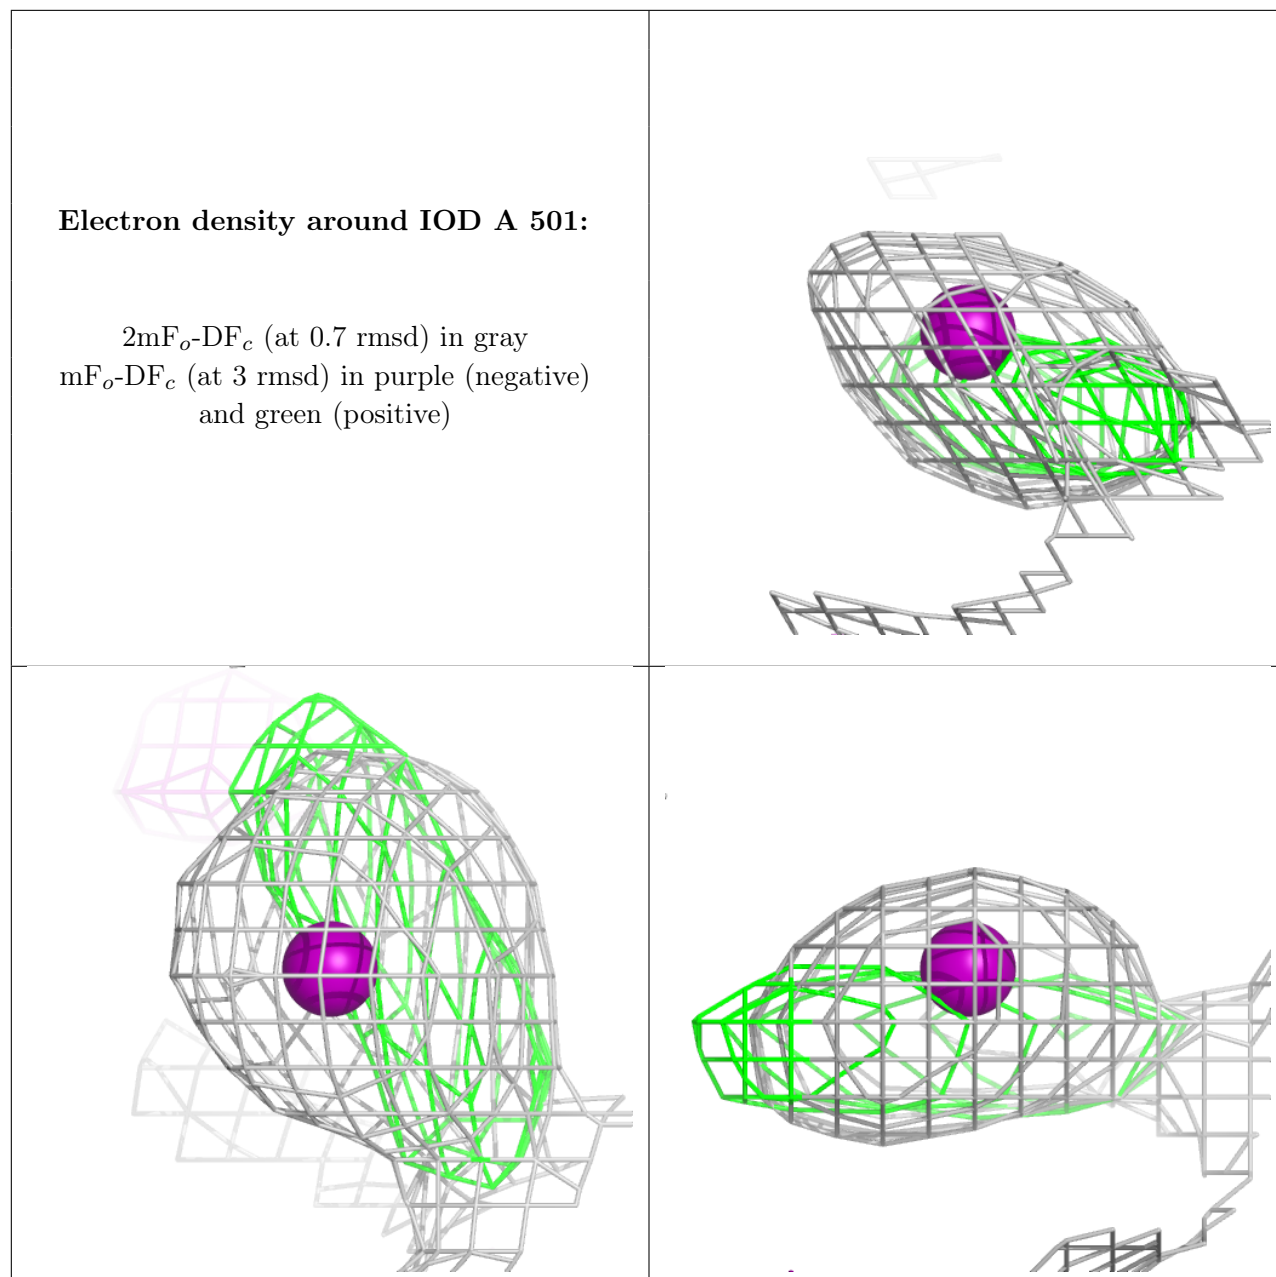 Electron density around IOD A 501:
2mFo-DFc (at 0.7 rmsd) in gray
mFo-DFc (at 3 rmsd) in purple (negative)
and green (positive)